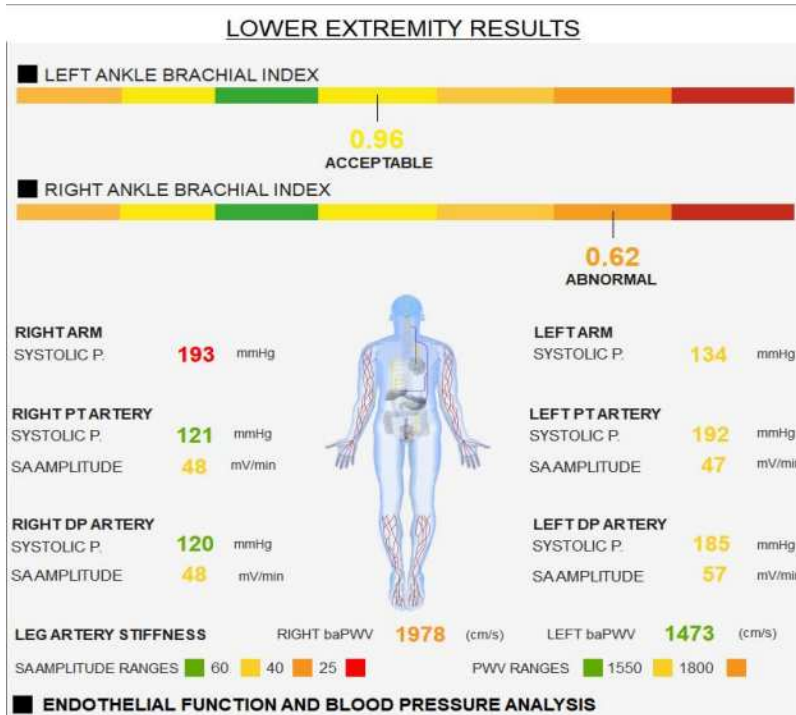 LOWER EXTREMITY RESULTS
LEFT ANKLE BRACHIAL INDEX
0.96
ACCEPTABLE
RIGHT ANKLE BRACHIAL INDEX
0.62
ABNORMAL
RIGHT ARM
SYSTOLIC P. 193 mmHg
LEFT ARM
SYSTOLIC P. 134 mmHg
RIGHT PT ARTERY
SYSTOLIC P. 121 mmHg
SA AMPLITUDE 48 mV/min
LEFT PT ARTERY
SYSTOLIC P. 192 mmHg
SA AMPLITUDE 47 mV/min
RIGHT DP ARTERY
SYSTOLIC P. 120 mmHg
SA AMPLITUDE 48 mV/min
LEFT DP ARTERY
SYSTOLIC P. 185 mmHg
SA AMPLITUDE 57 mV/min
LEG ARTERY STIFFNESS RIGHT baPWV 1978 (cm/s) LEFT baPWV 1473 (cm/s)
SA AMPLITUDE RANGES 60 40 25 PWV RANGES 1550 1800
ENDOTHELIAL FUNCTION AND BLOOD PRESSURE ANALYSIS